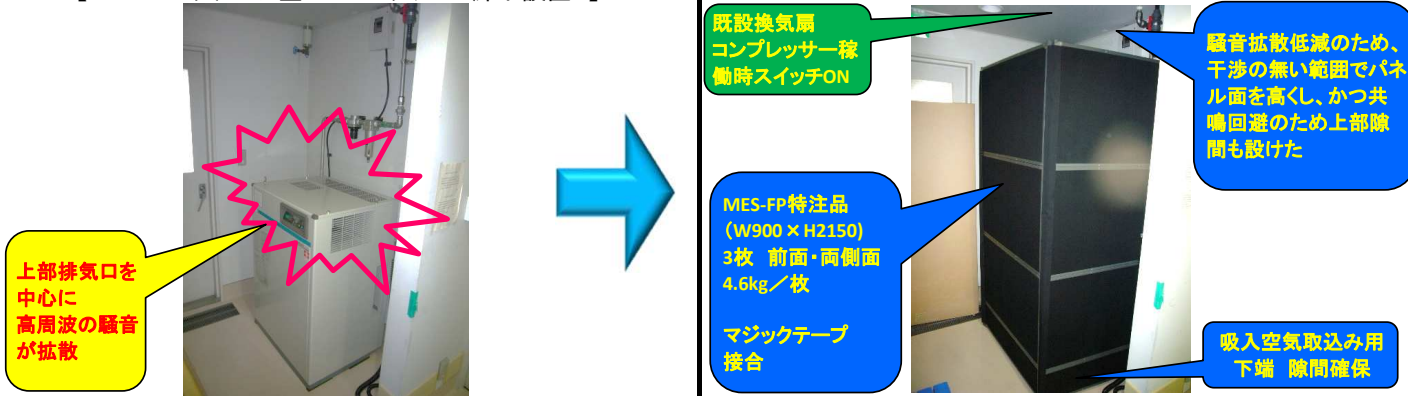 上部排気口を
中心に
高周波の騒音
が拡散
既設換気扇
コンプレッサー稼
働時スイッチON
騒音拡散低減のため、
干渉の無い範囲でパネ
ル面を高くし、かつ共
鳴回避のため上部隙
間も設けた
MES-FP特注品
(W900×H2150)
3枚 前面・両側面
4.6kg/枚
マジックテープ
接合
吸入空気取込み用
下端 隙間確保